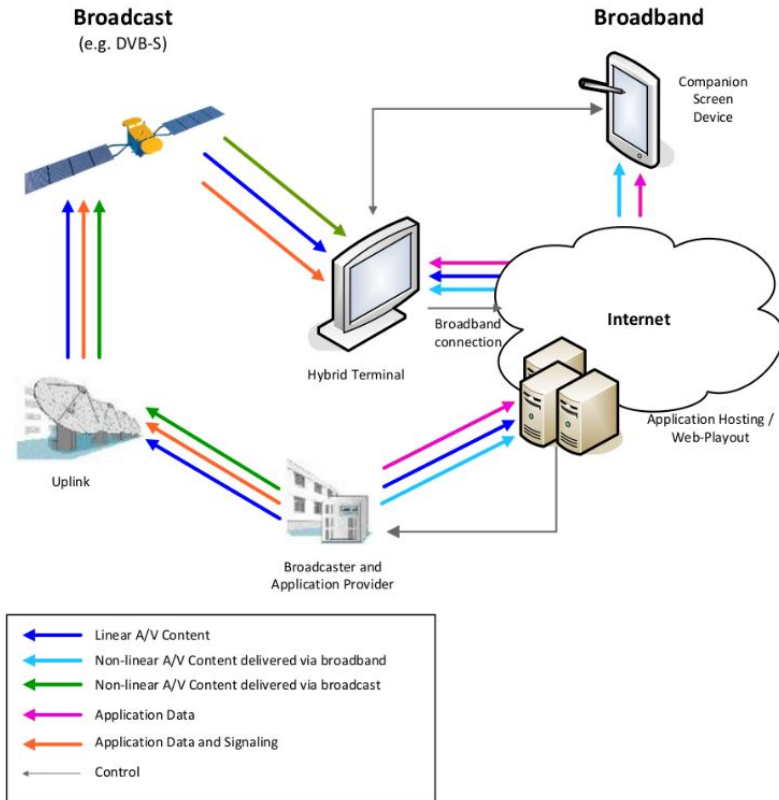 Broadcast
(e.g. DVB-S)
Broadband
Companion
Screen
Device
Internet
Broadband
connection
Hybrid Terminal
Application Hosting /
Web-Playout
Uplink
Broadcaster and
Application Provider
Linear A/V Content
Non-linear A/V Content delivered via broadband
Non-linear A/V Content delivered via broadcast
Application Data
Application Data and Signaling
Control